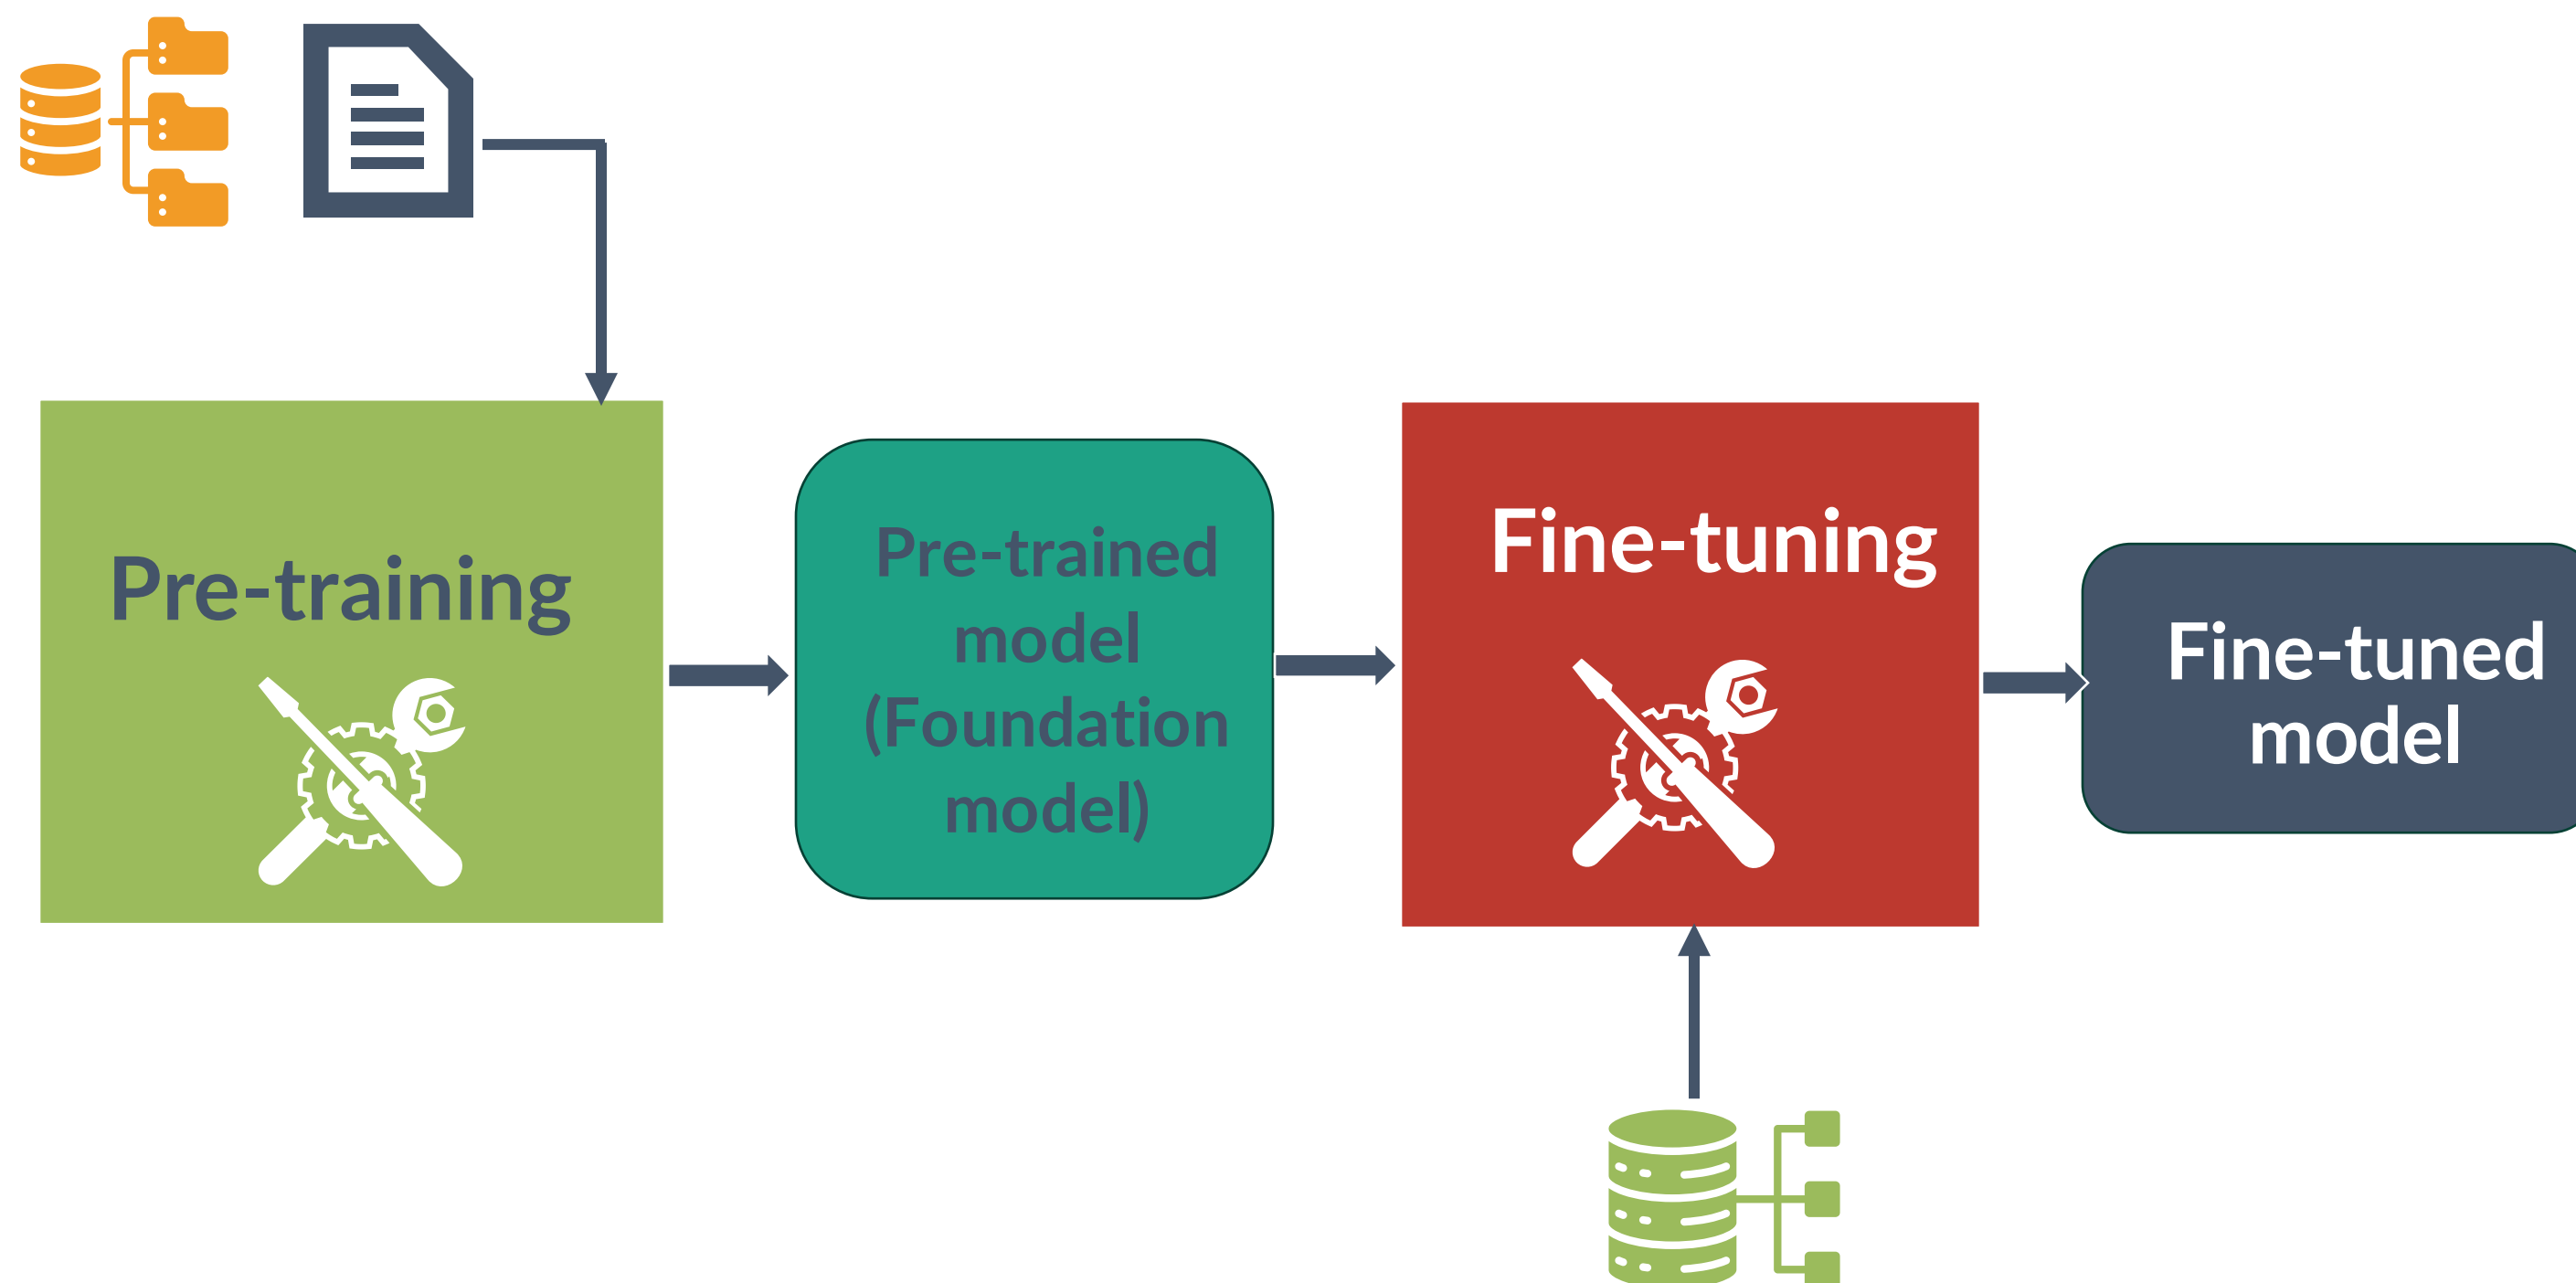 Pre-training
Pre-trained
model
(Foundation
model)
Fine-tuning
Fine-tuned
model